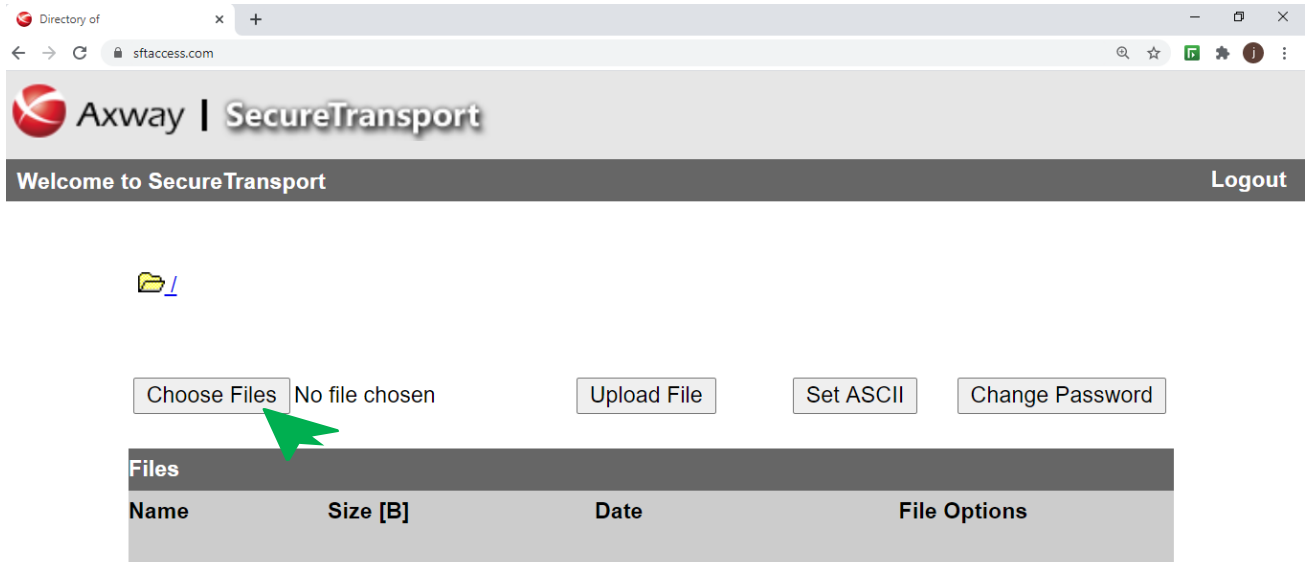 Directory of
sftaccess.com
j
Axway | SecureTransport
Welcome to SecureTransport Logout
/
Choose Files No file chosen Upload File Set ASCII Change Password
Files
Name Size [B] Date File Options